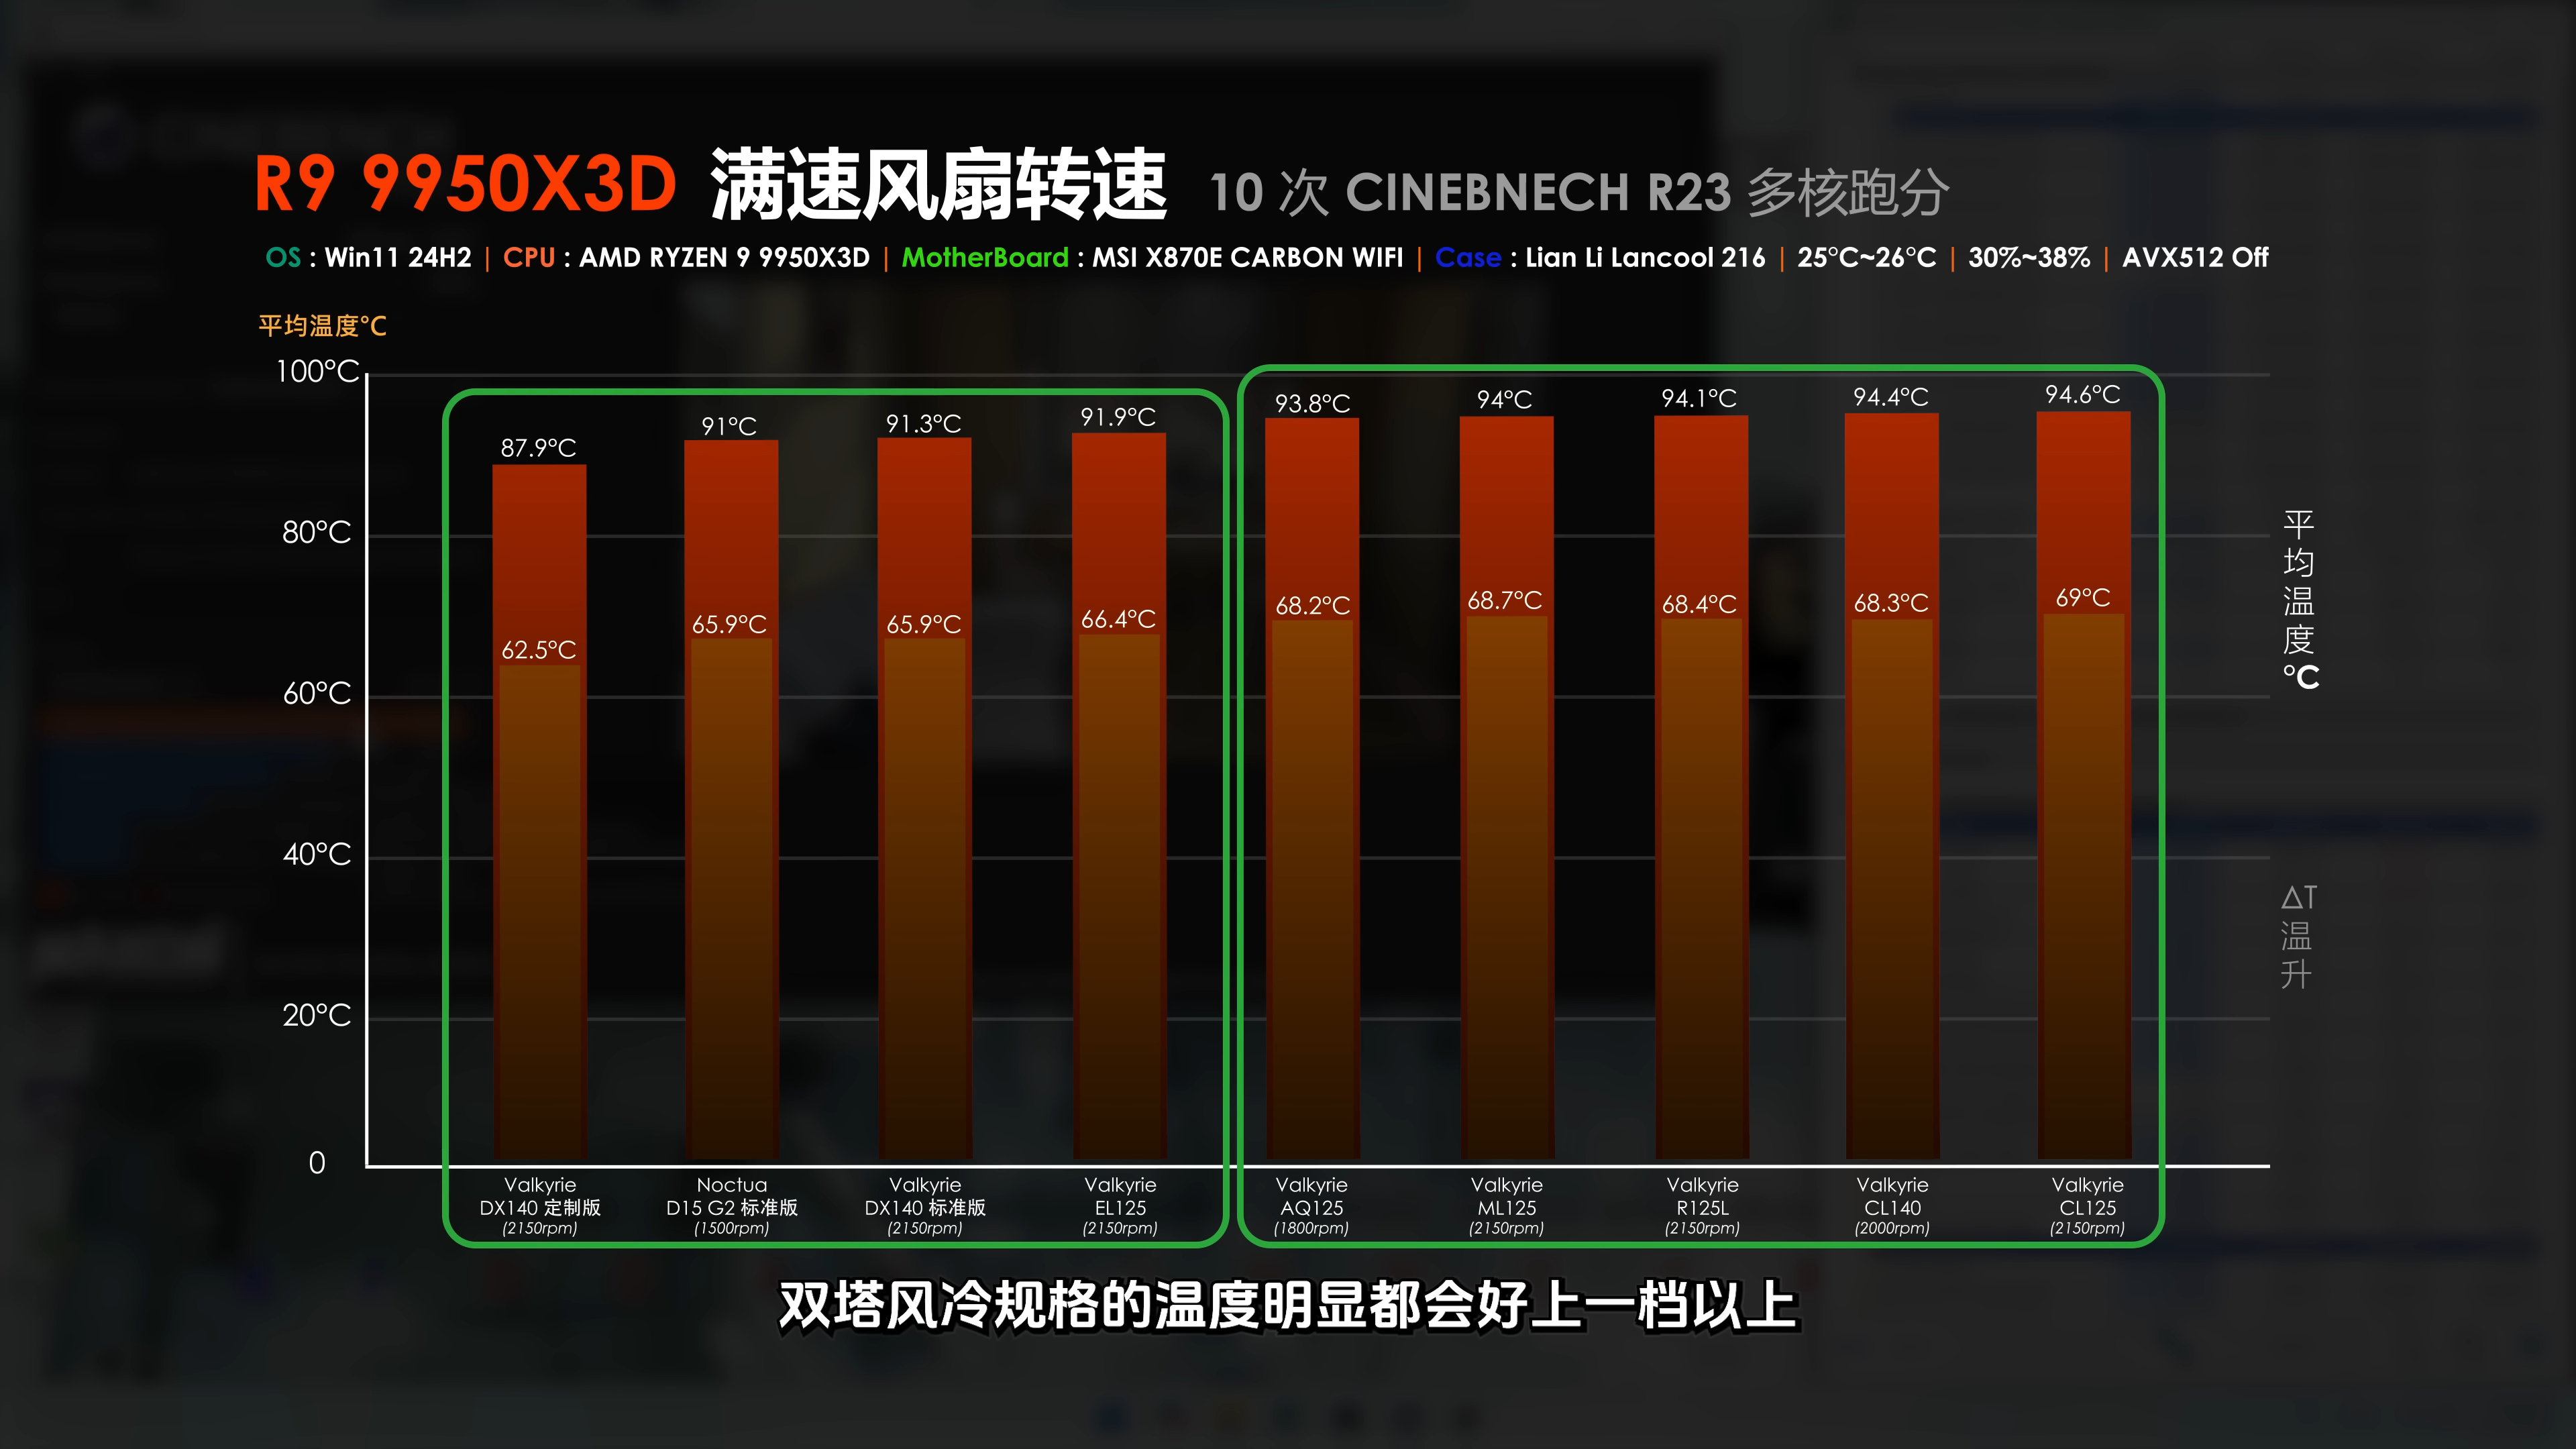 R9 9950X3D 满速风扇转速 10 次 CINEBNECH R23 多核跑分
OS : Win11 24H2 | CPU : AMD RYZEN 9 9950X3D | MotherBoard : MSI X870E CARBON WIFI | Case : Lian Li Lancool 216 | 25°C~26°C | 30%~38% | AVX512 Off
平均温度°C
100°C
80°C
60°C
40°C
20°C
0
87.9°C
91°C
91.3°C
91.9°C
93.8°C
94°C
94.1°C
94.4°C
94.6°C
62.5°C
65.9°C
65.9°C
66.4°C
68.2°C
68.7°C
68.4°C
68.3°C
69°C
平均温度°C
ΔT温升
Valkyrie
DX140 定制版
(2150rpm)
Noctua
D15 G2 标准版
(1500rpm)
Valkyrie
DX140 标准版
(2150rpm)
Valkyrie
EL125
(2150rpm)
Valkyrie
AQ125
(1800rpm)
Valkyrie
ML125
(2150rpm)
Valkyrie
R125L
(2150rpm)
Valkyrie
CL140
(2000rpm)
Valkyrie
CL125
(2150rpm)
双塔风冷规格的温度明显都会好上一档以上